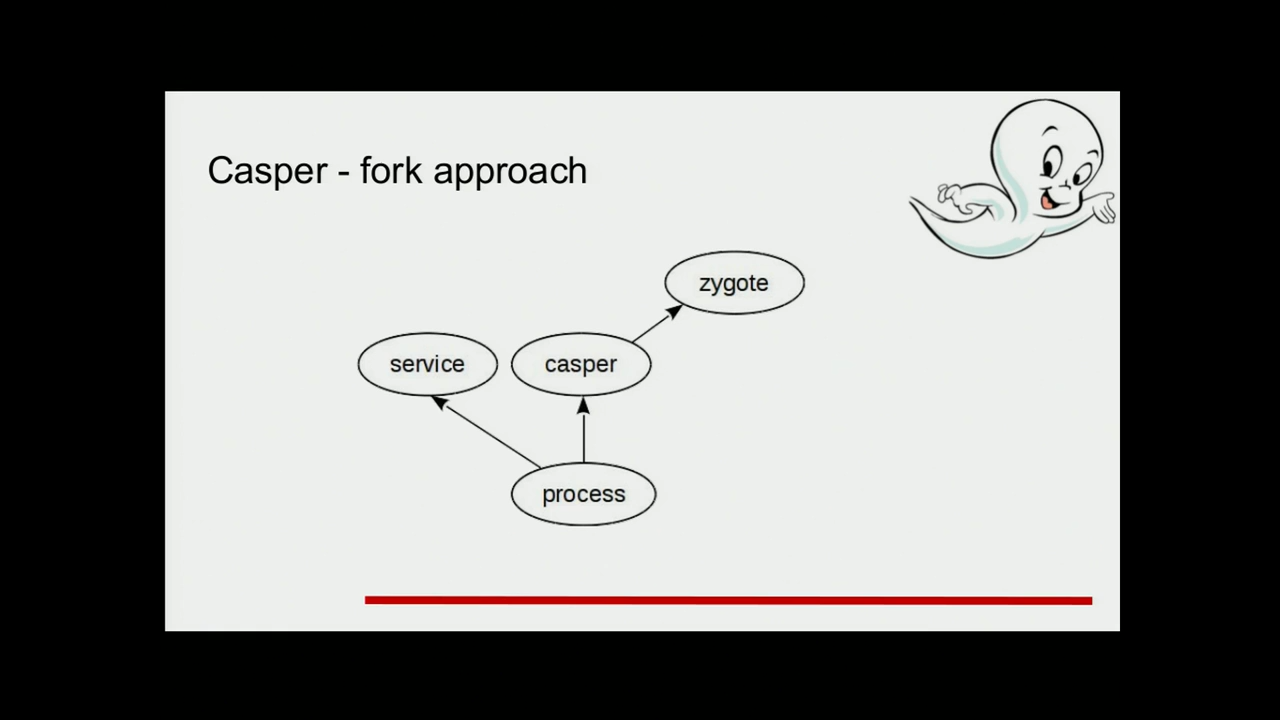 Casper - fork approach
zygote
service
casper
process